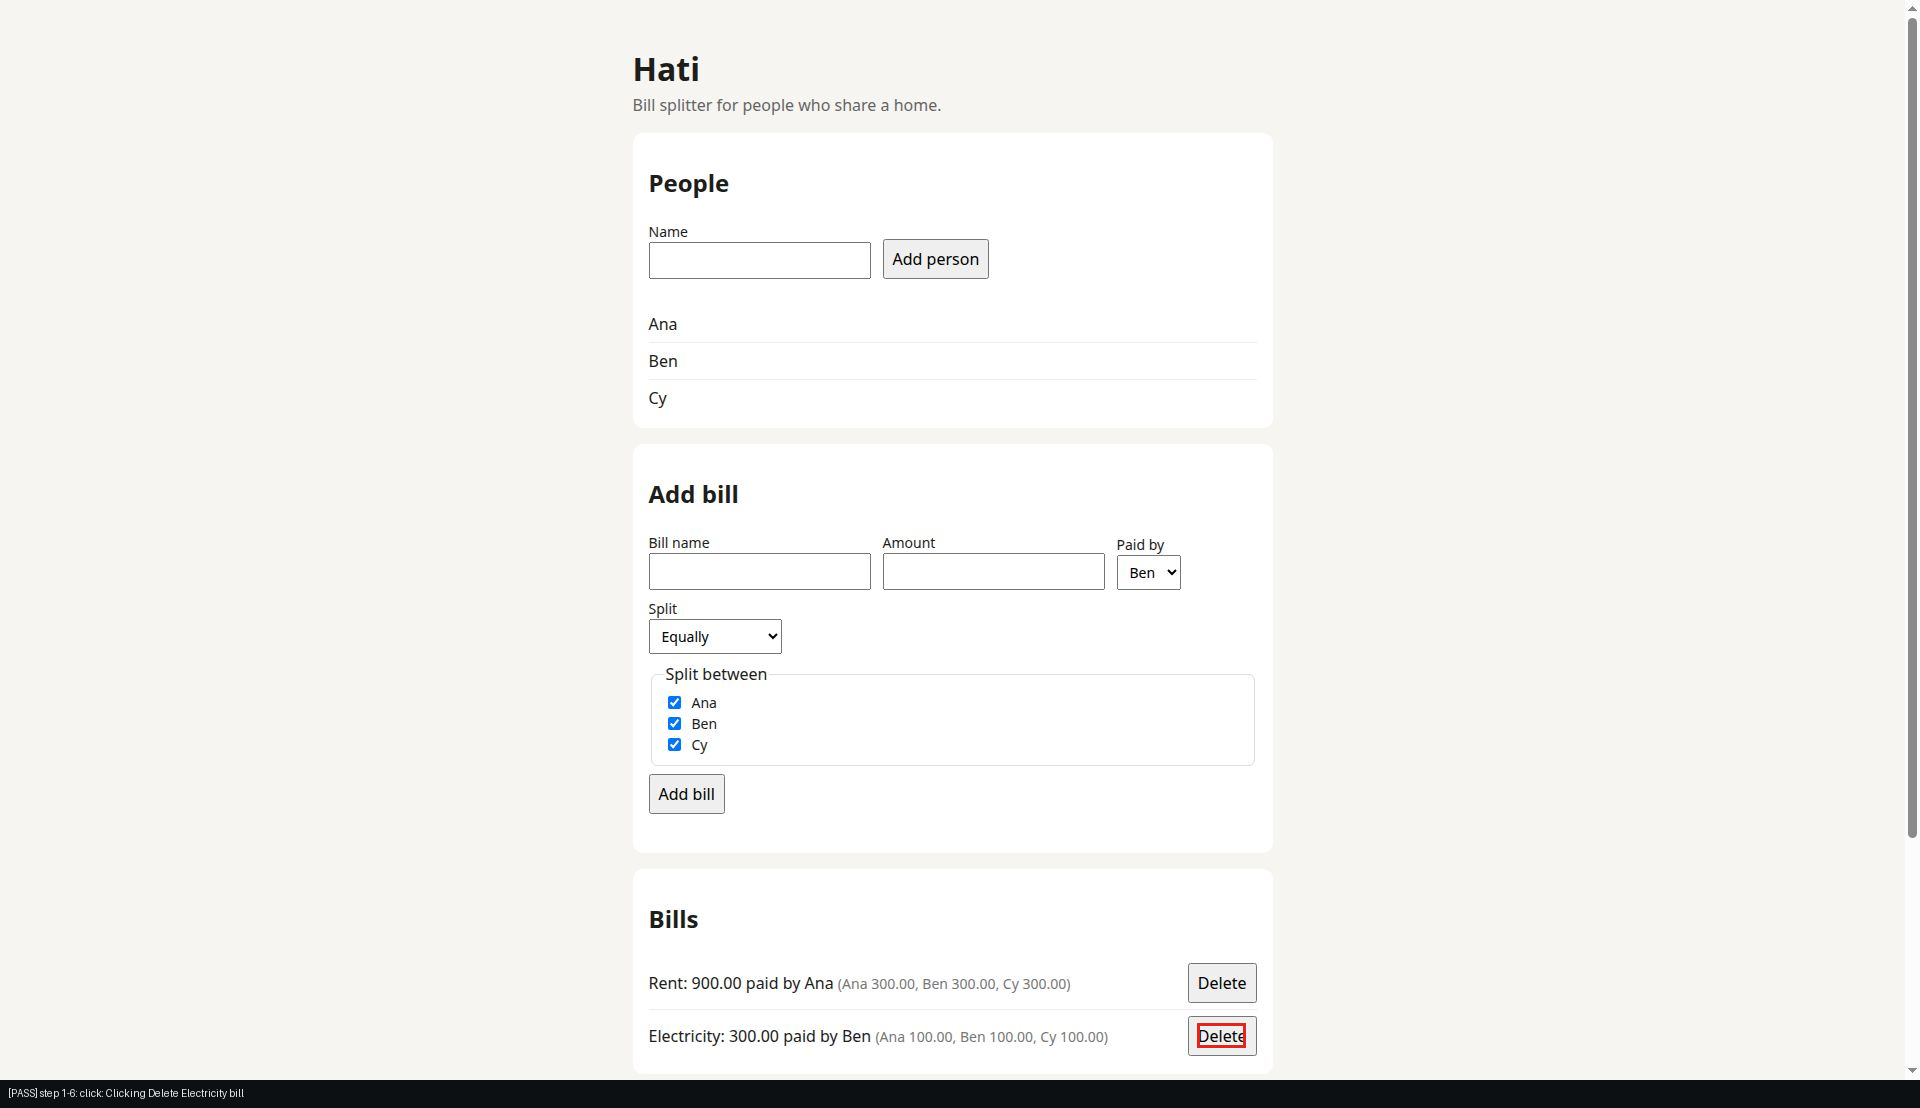 Hati
Bill splitter for people who share a home.
People
Name
Add person
Ana
Ben
Cy
Add bill
Bill name Amount Paid by
Ben
Split
Equally
Split between
Ana
Ben
Cy
Add bill
Bills
Rent: 900.00 paid by Ana (Ana 300.00, Ben 300.00, Cy 300.00) Delete
Electricity: 300.00 paid by Ben (Ana 100.00, Ben 100.00, Cy 100.00) Delete
[PASS] step 1-6: click: Clicking Delete Electricity bill